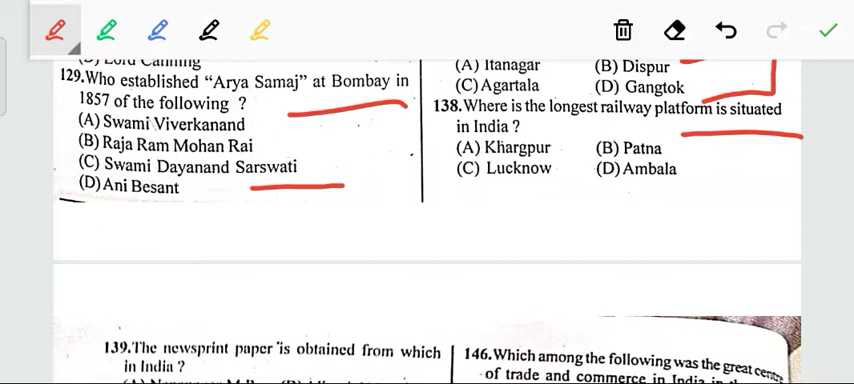 (D) Lord Canning
129.Who established “Arya Samaj” at Bombay in
1857 of the following ?
(A) Swami Viverkanand
(B) Raja Ram Mohan Rai
(C) Swami Dayanand Sarswati
(D) Ani Besant
(A) Itanagar (B) Dispur
(C) Agartala (D) Gangtok
138.Where is the longest railway platform is situated
in India ?
(A) Khargpur (B) Patna
(C) Lucknow (D) Ambala
139.The newsprint paper is obtained from which
in India ?
146.Which among the following was the great centre
of trade and commerce in India in